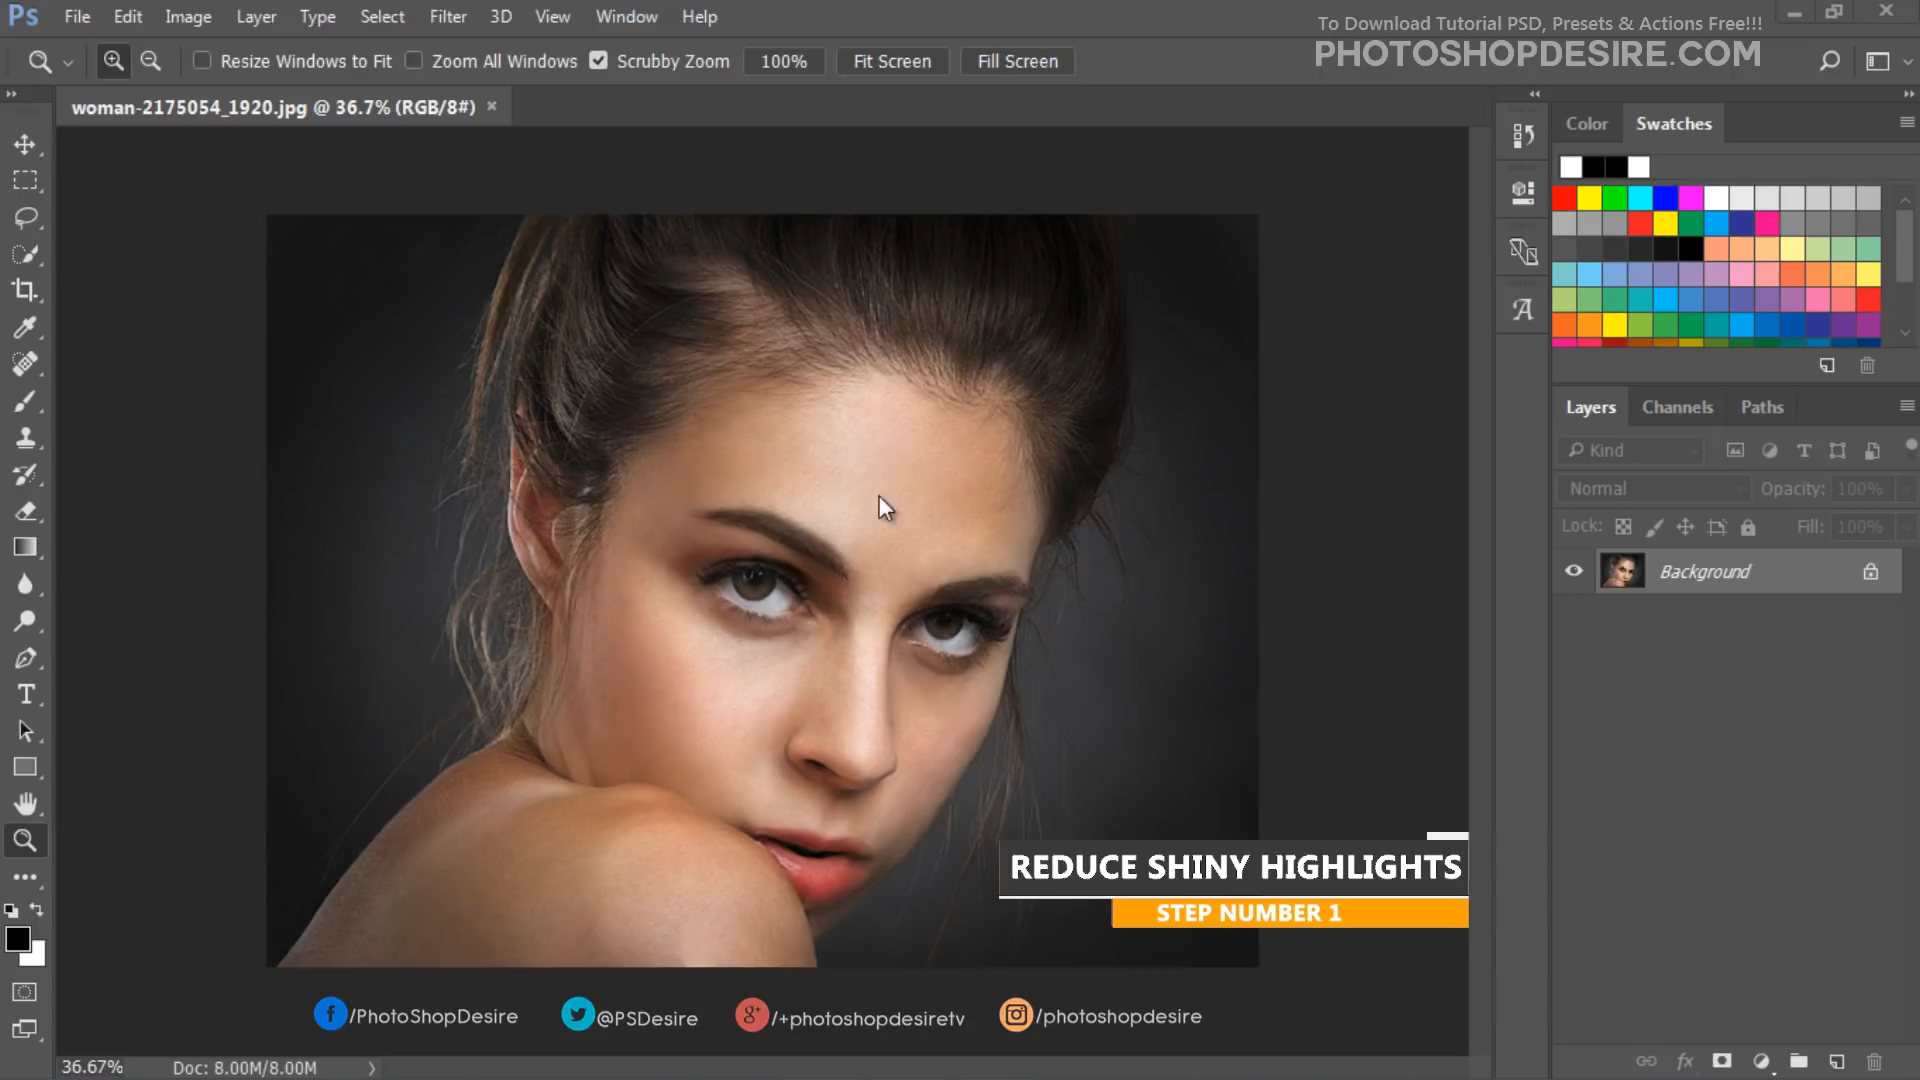 Ps File Edit Image Layer Type Select Filter 3D View Window Help
To Download Tutorial PSD, Presets & Actions Free!!!
PHOTOSHOPDESIRE.COM
Resize Windows to Fit Zoom All Windows Scrubby Zoom 100% Fit Screen Fill Screen
woman-2175054_1920.jpg @ 36.7% (RGB/8#) ×
Color Swatches
Layers Channels Paths
Kind
Normal Opacity: 100%
Lock: Fill: 100%
Background
REDUCE SHINY HIGHLIGHTS
STEP NUMBER 1
/PhotoShopDesire @PSDesire /+photoshopdesiretv /photoshopdesire
36.67% Doc: 8.00M/8.00M
fx